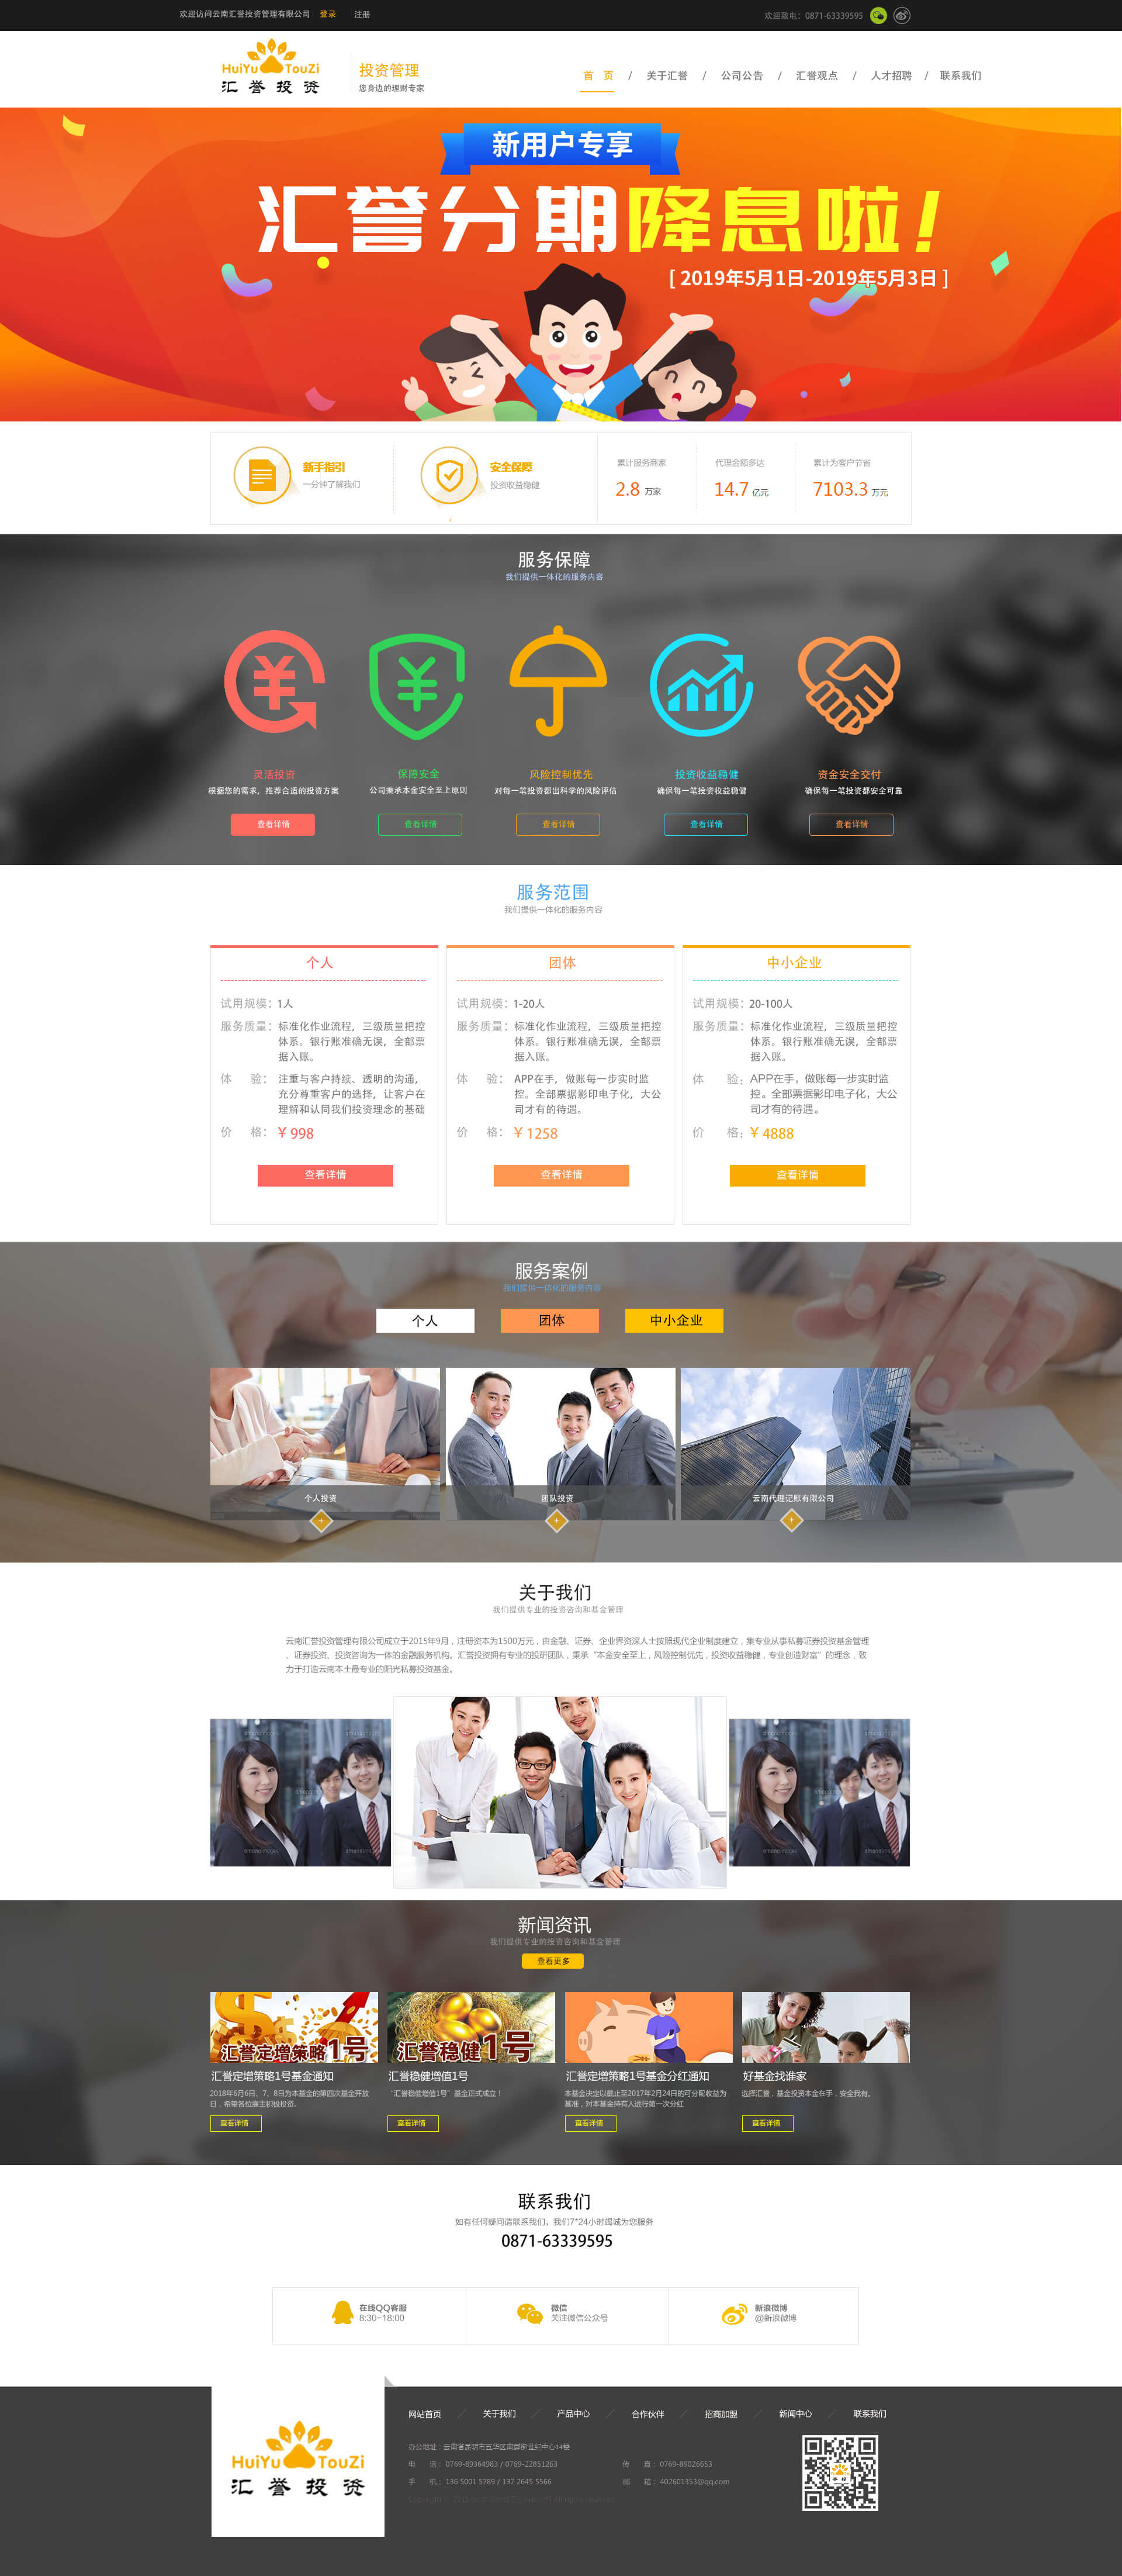 欢迎访问云南汇誉投资管理有限公司 登录 注册
欢迎致电：0871-63339595
HuiYu TouZi
汇誉投资
投资管理
您身边的理财专家
首 页 / 关于汇誉 / 公司公告 / 汇誉观点 / 人才招聘 / 联系我们
新用户专享
汇誉分期降息啦！
[ 2019年5月1日-2019年5月3日 ]
新手指引
一分钟了解我们
安全保障
投资收益稳健
累计服务商家
2.8 万家
代理金额多达
14.7 亿元
累计为客户节省
7103.3 万元
服务保障
我们提供一体化的服务内容
灵活投资
根据您的需求，推荐合适的投资方案
查看详情
保障安全
公司秉承本金安全至上原则
查看详情
风险控制优先
对每一笔投资都出科学的风险评估
查看详情
投资收益稳健
确保每一笔投资收益稳健
查看详情
资金安全交付
确保每一笔投资都安全可靠
查看详情
服务范围
我们提供一体化的服务内容
个人
试用规模：1人
服务质量：标准化作业流程，三级质量把控
体系。银行账准确无误，全部票
据入账。
体 验：注重与客户持续、透明的沟通，
充分尊重客户的选择，让客户在
理解和认同我们投资理念的基础
价 格：￥998
查看详情
团体
试用规模：1-20人
服务质量：标准化作业流程，三级质量把控
体系。银行账准确无误，全部票
据入账。
体 验：APP在手，做账每一步实时监
控。全部票据影印电子化，大公
司才有的待遇。
价 格：￥1258
查看详情
中小企业
试用规模：20-100人
服务质量：标准化作业流程，三级质量把控
体系。银行账准确无误，全部票
据入账。
体 验：APP在手，做账每一步实时监
控。全部票据影印电子化，大公
司才有的待遇。
价 格：￥4888
查看详情
服务案例
我们提供一体化的服务内容
个人 团体 中小企业
个人投资
团队投资
云南代理记账有限公司
关于我们
我们提供专业的投资咨询和基金管理
云南汇誉投资管理有限公司成立于2015年9月，注册资本为1500万元，由金融、证券、企业界资深人士按照现代企业制度建立，集专业从事私募证券投资基金管理
、证券投资、投资咨询为一体的金融服务机构。汇誉投资拥有专业的投研团队，秉承“本金安全至上，风险控制优先，投资收益稳健，专业创造财富”的理念，致
力于打造云南本土最专业的阳光私募投资基金。
新闻资讯
我们提供专业的投资咨询和基金管理
查看更多
汇誉定增策略1号
汇誉定增策略1号基金通知
2018年6月6日、7、8日为本基金的第四次基金开放
日，希望各位雇主积极投资。
查看详情
汇誉稳健1号
汇誉稳健增值1号
“汇誉稳健增值1号”基金正式成立！
查看详情
汇誉定增策略1号基金分红通知
本基金决定以截止至2017年2月24日的可分配收益为
基准，对本基金持有人进行第一次分红
查看详情
好基金找谁家
选择汇誉，基金投资本金在手，安全我有。
查看详情
联系我们
如有任何疑问请联系我们，我们7*24小时竭诚为您服务
0871-63339595
在线QQ客服
8:30-18:00
微信
关注微信公众号
新浪微博
@新浪微博
HuiYu TouZi
汇誉投资
网站首页 关于我们 产品中心 合作伙伴 招商加盟 新闻中心 联系我们
办公地址：云南省昆明市五华区南屏街世纪中心14楼
电 话：0769-89364983 / 0769-22851263
传 真：0769-89026653
手 机：136 5001 5789 / 137 2645 5566
邮 箱：402601353@qq.com